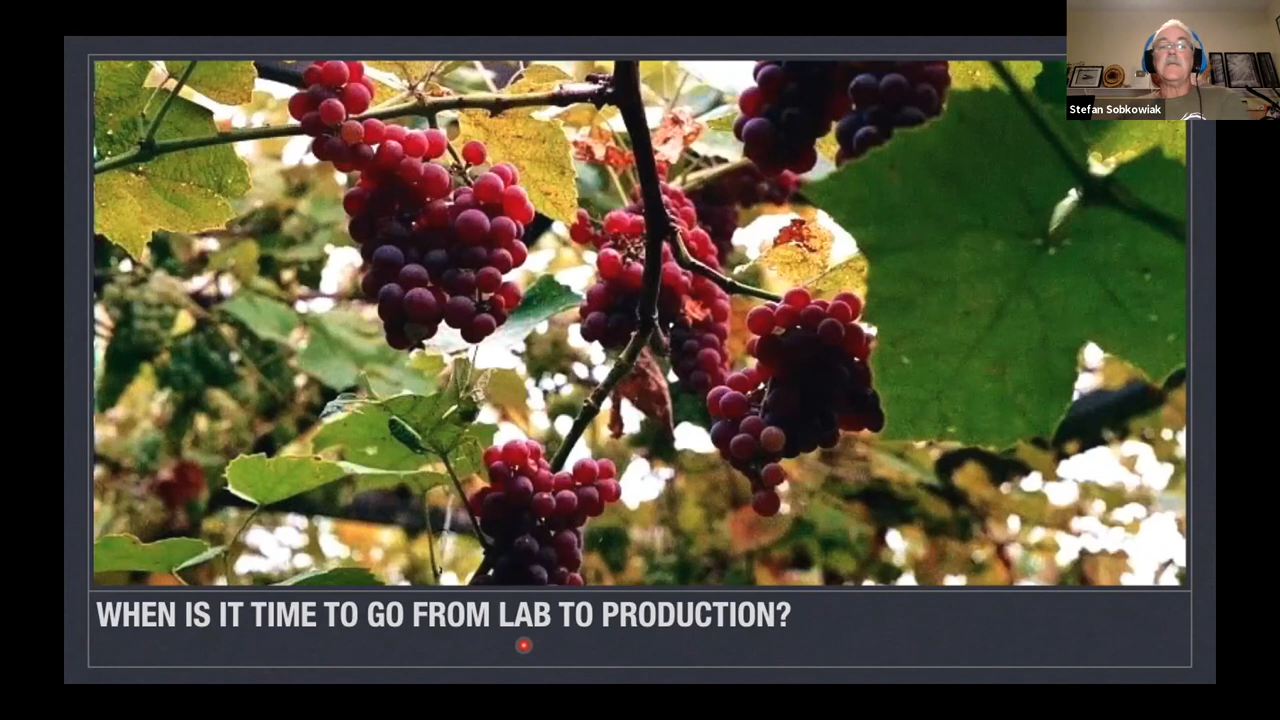 Stefan Sobkowiak
WHEN IS IT TIME TO GO FROM LAB TO PRODUCTION?